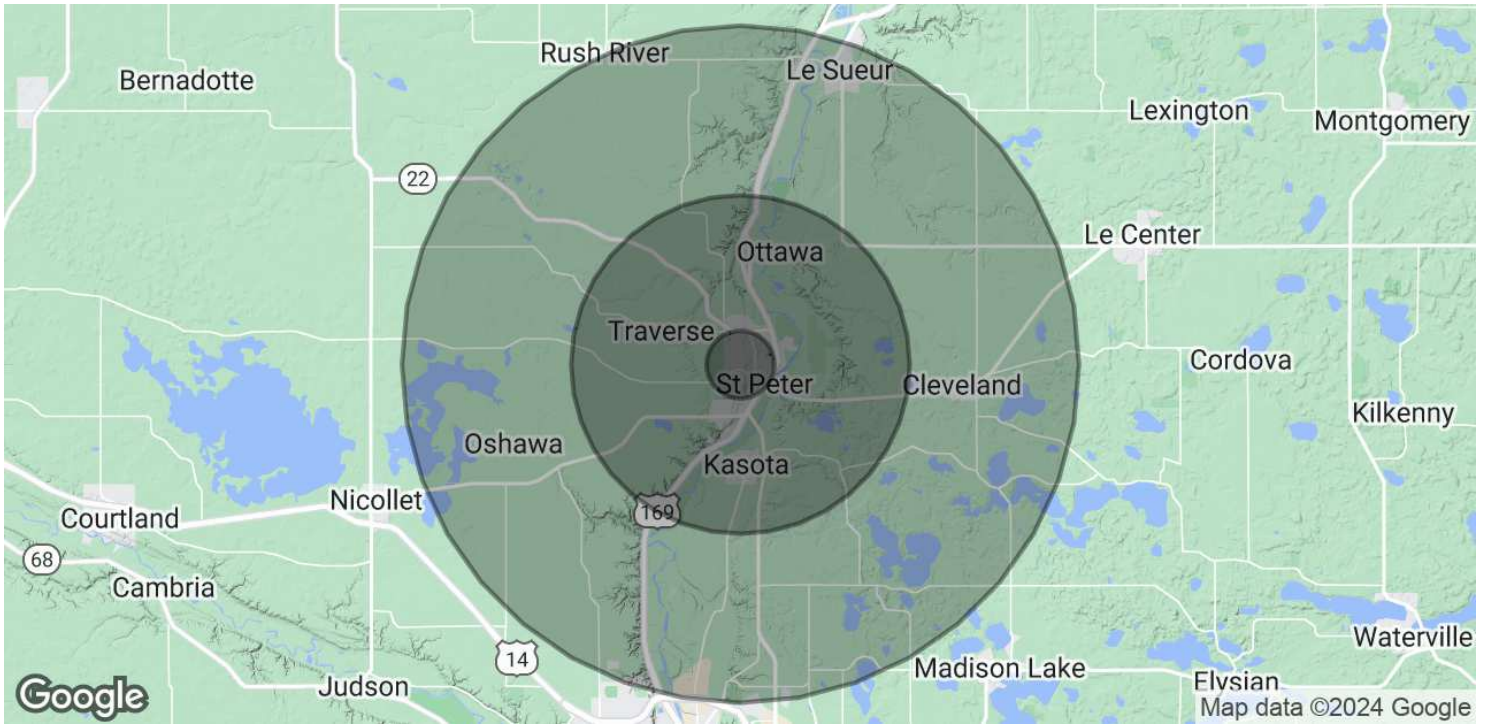 Rush River
Le Sueur
Bernadotte
Lexington
Montgomery
22
Le Center
Ottawa
Traverse
Cordova
St Peter
Cleveland
Kilkenny
Oshawa
Kasota
Nicollet
169
Courtland
68
Cambria
Waterville
14
Madison Lake
Judson
Elysian
Google
Map data ©2024 Google